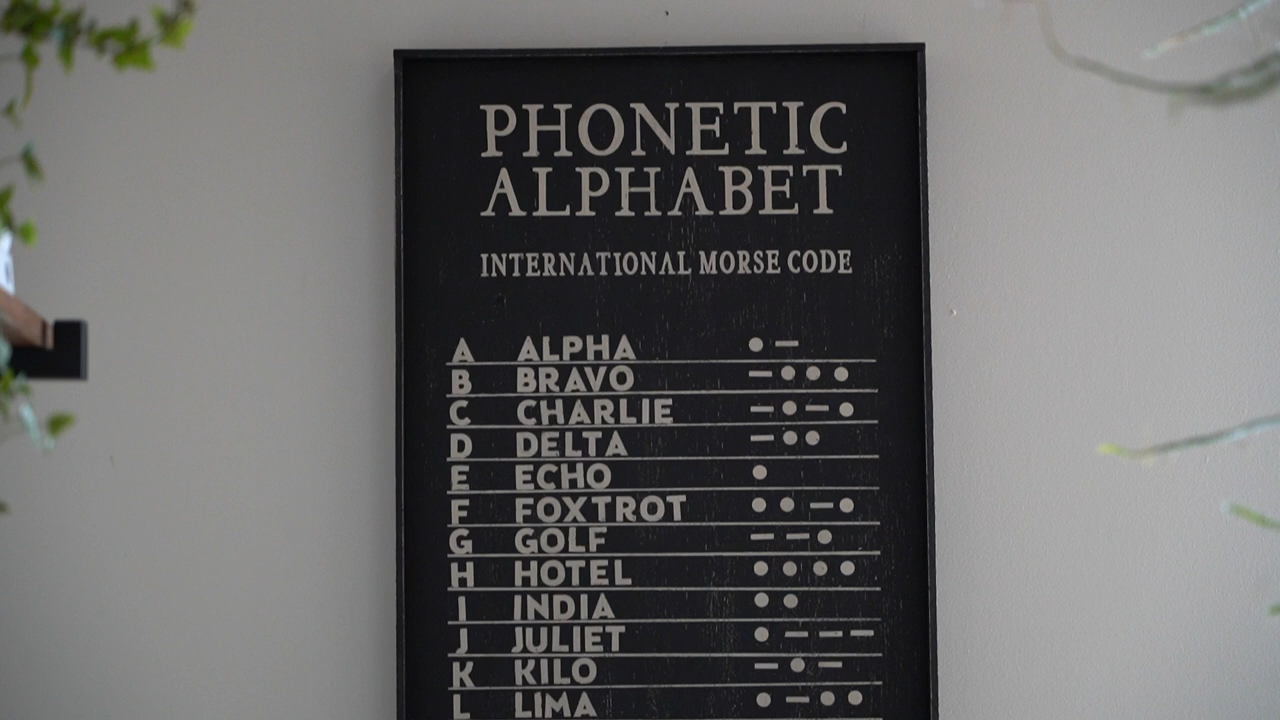 PHONETIC
ALPHABET
INTERNATIONAL MORSE CODE
A ALPHA ● —
B BRAVO — ● ● ●
C CHARLIE — ● — ●
D DELTA — ● ●
E ECHO ●
F FOXTROT ● ● — ●
G GOLF — — ●
H HOTEL ● ● ● ●
I INDIA ● ●
J JULIET ● — — —
K KILO — ● —
L LIMA ● — ● ●